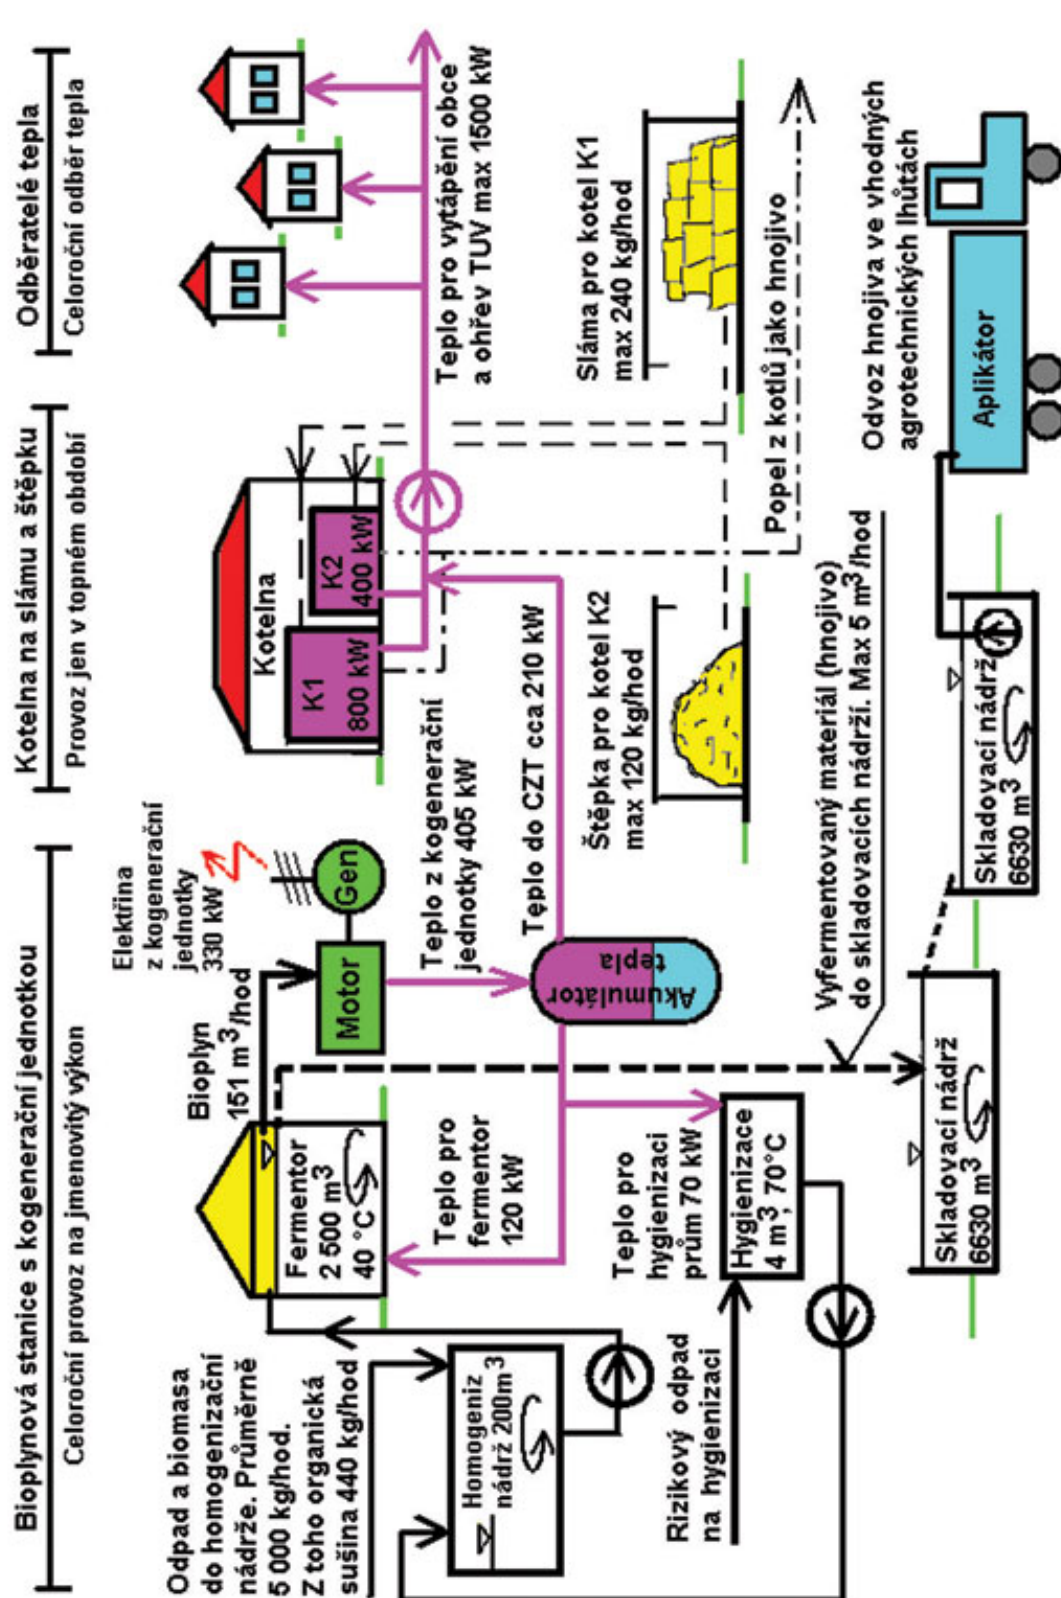 Bioplynová stanice s kogenerační jednotkou
Celoroční provoz na jmenovitý výkon
Kotelna na slámu a štěpku
Provoz jen v topném období
Odběratelé tepla
Celoroční odběr tepla
Odpad a biomasa
do homogenizační
nádrže. Průměrně
5 000 kg/hod.
Z toho organická
sušina 440 kg/hod
Homogeniz
nádrž 200m³
Fermentor
2 500 m³
40 °C
Bioplyn
151 m³/hod
Elektřina
z kogenerační
jednotky
330 kW
Motor
Gen
Teplo z kogenerační
jednotky 405 kW
Teplo pro
fermentor
120 kW
Akumulátor
tepla
Teplo do CZT cca 210 kW
Kotelna
K1
800 kW
K2
400 kW
Teplo pro vytápění obce
a ohřev TUV max 1500 kW
Sláma pro kotel K1
max 240 kg/hod
Štěpka pro kotel K2
max 120 kg/hod
Popel z kotlů jako hnojivo
Rizikový odpad
na hygienizaci
Teplo pro
hygienizaci
prům 70 kW
Hygienizace
4 m³, 70°C
Vyfermentovaný materiál (hnojivo)
do skladovacích nádrží. Max 5 m³/hod
Skladovací nádrž
6630 m³
Skladovací nádrž
6630 m³
Odvoz hnojiva ve vhodných
agrotechnických lhůtách
Aplikátor